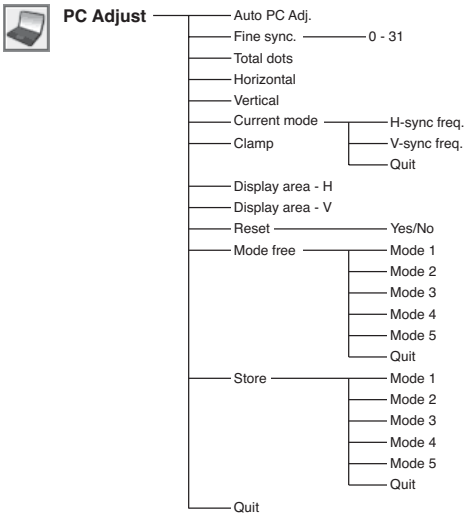 PC Adjust Auto PC Adj.
Fine sync. 0 - 31
Total dots
Horizontal
Vertical
Current mode H-sync freq.
Clamp V-sync freq.
Quit
Display area - H
Display area - V
Reset Yes/No
Mode free Mode 1
Mode 2
Mode 3
Mode 4
Mode 5
Quit
Store Mode 1
Mode 2
Mode 3
Mode 4
Mode 5
Quit
Quit